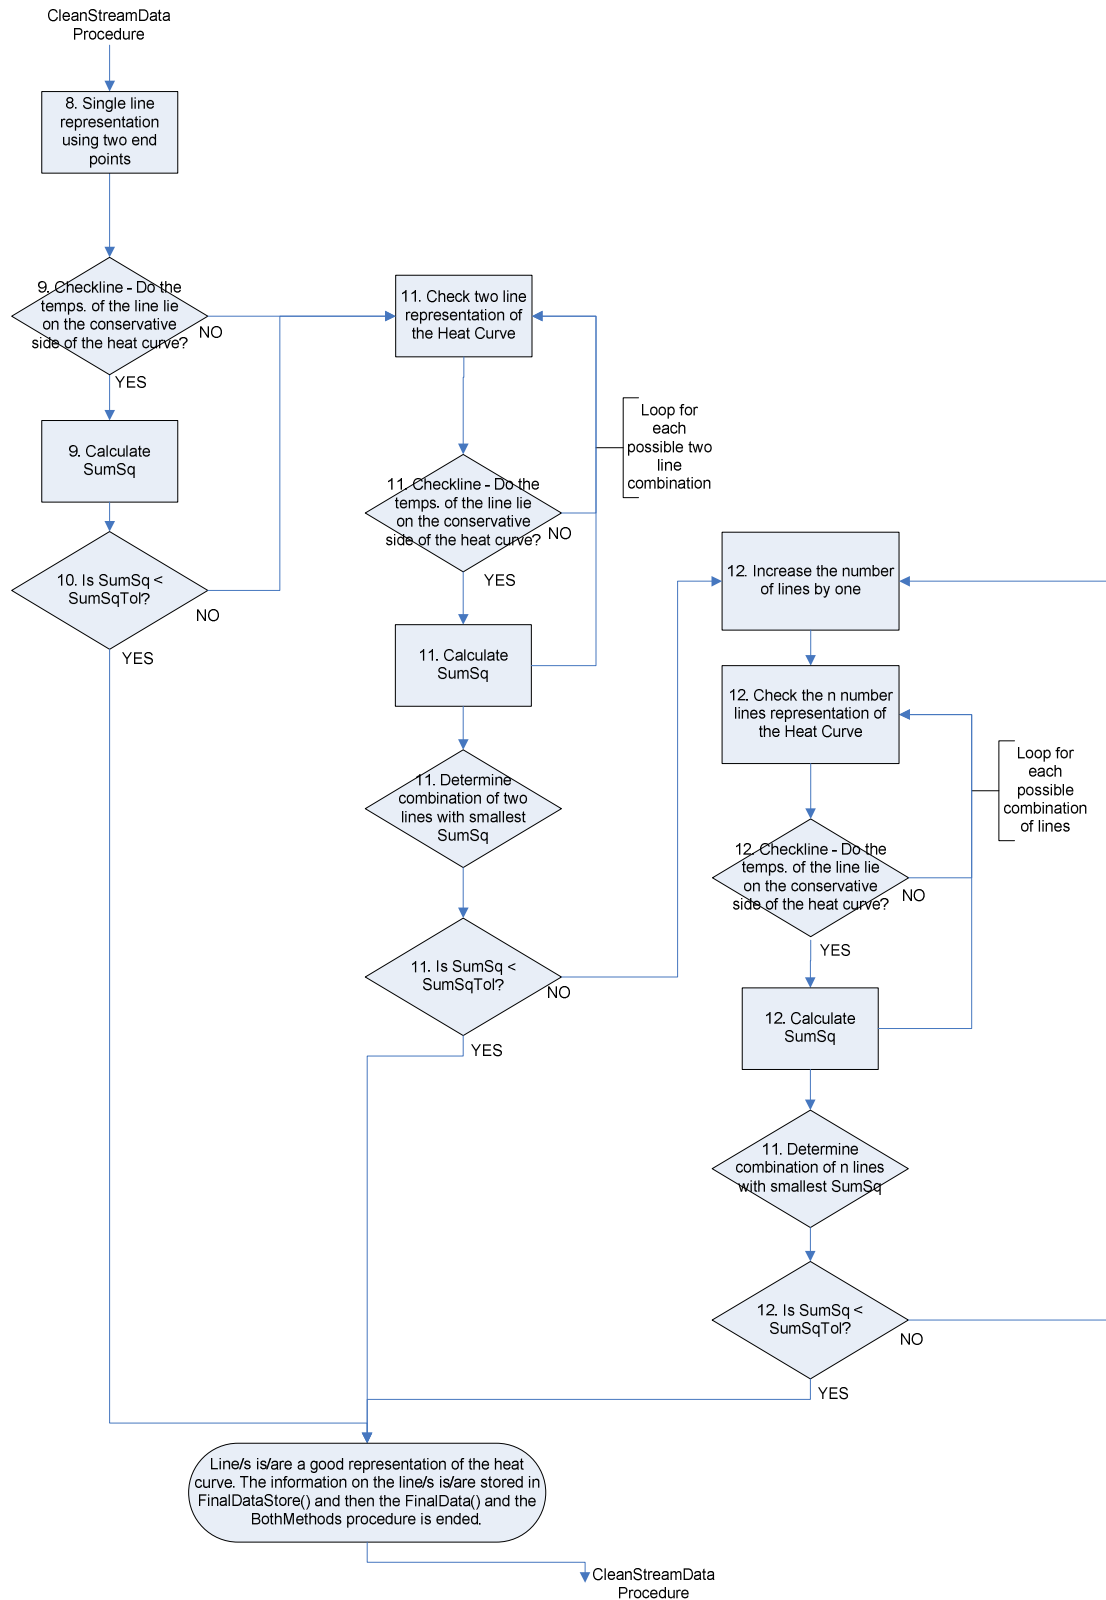 CleanStreamData
Procedure
8. Single line
representation
using two end
points
9. Checkline - Do the
temps. of the line lie
on the conservative
side of the heat curve?
NO
YES
9. Calculate
SumSq
10. Is SumSq <
SumSqTol?
NO
YES
11. Check two line
representation of
the Heat Curve
Loop for
each
possible two
line
combination
11. Checkline - Do the
temps. of the line lie
on the conservative
side of the heat curve?
NO
YES
11. Calculate
SumSq
11. Determine
combination of two
lines with smallest
SumSq
11. Is SumSq <
SumSqTol?
NO
YES
12. Increase the number
of lines by one
12. Check the n number
lines representation of
the Heat Curve
Loop for
each
possible
combination
of lines
12. Checkline - Do the
temps. of the line lie
on the conservative
side of the heat curve?
NO
YES
12. Calculate
SumSq
11. Determine
combination of n lines
with smallest SumSq
12. Is SumSq <
SumSqTol?
NO
YES
Line/s is/are a good representation of the heat
curve. The information on the line/s is/are stored in
FinalDataStore() and then the FinalData() and the
BothMethods procedure is ended.
CleanStreamData
Procedure